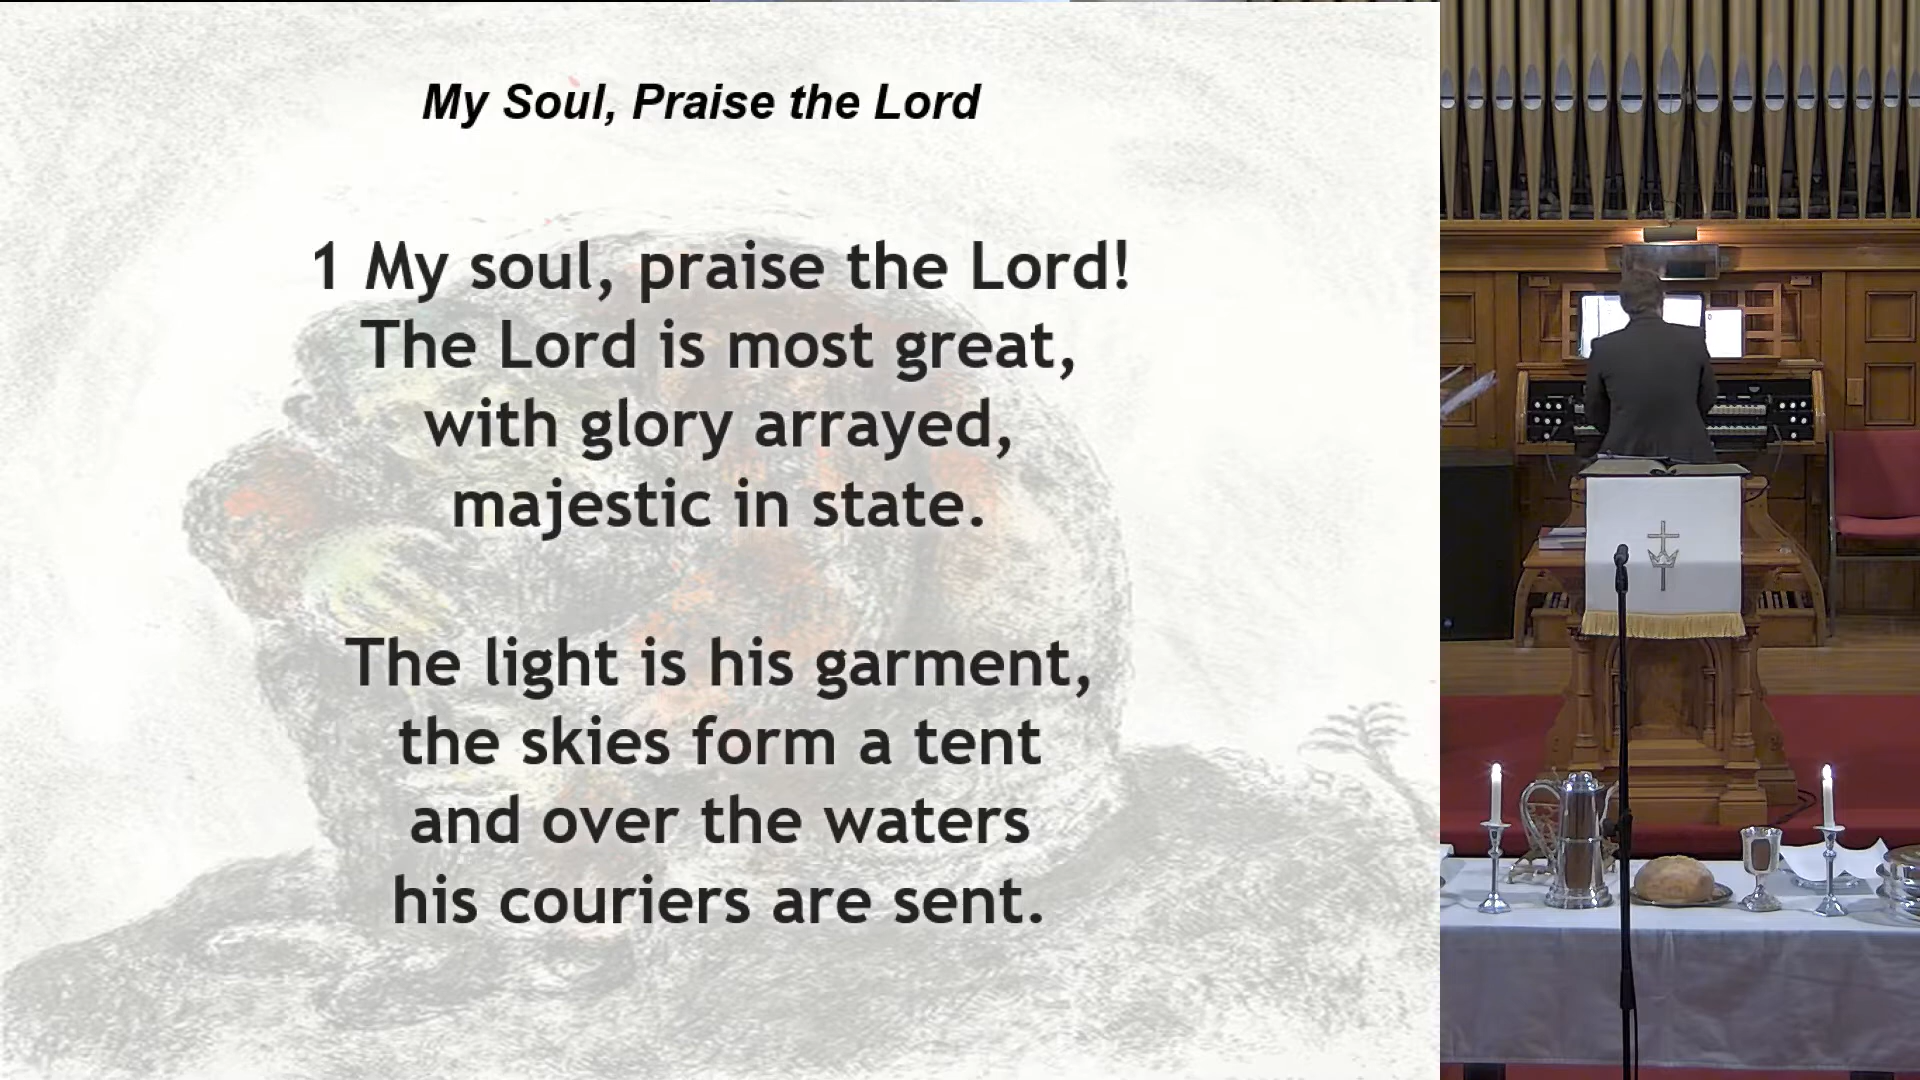 My Soul, Praise the Lord
1 My soul, praise the Lord!
The Lord is most great,
with glory arrayed,
majestic in state.
The light is his garment,
the skies form a tent
and over the waters
his couriers are sent.